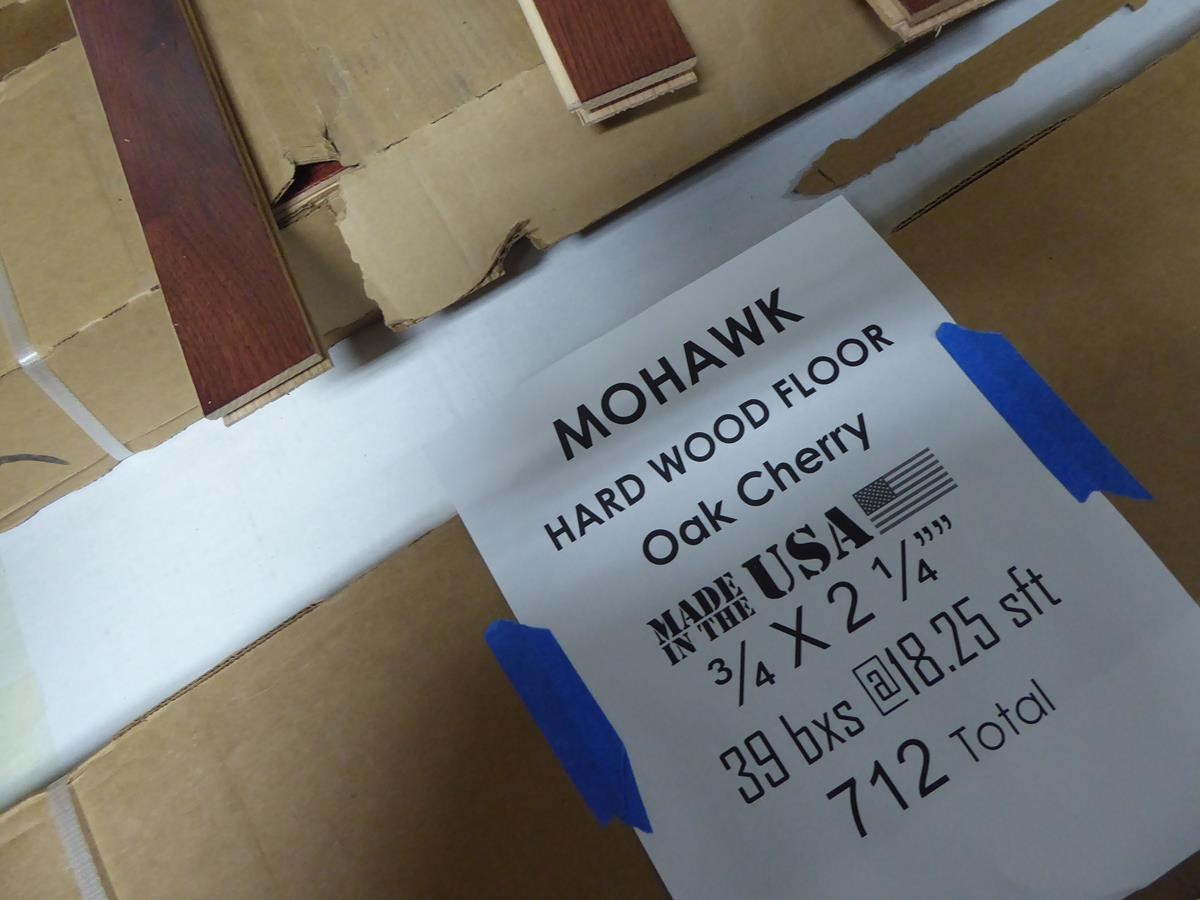 MOHAWK
HARD WOOD FLOOR
Oak Cherry
MADE IN THE USA
¾ X 2 ¼””
39 bxs @18.25 sft
712 Total